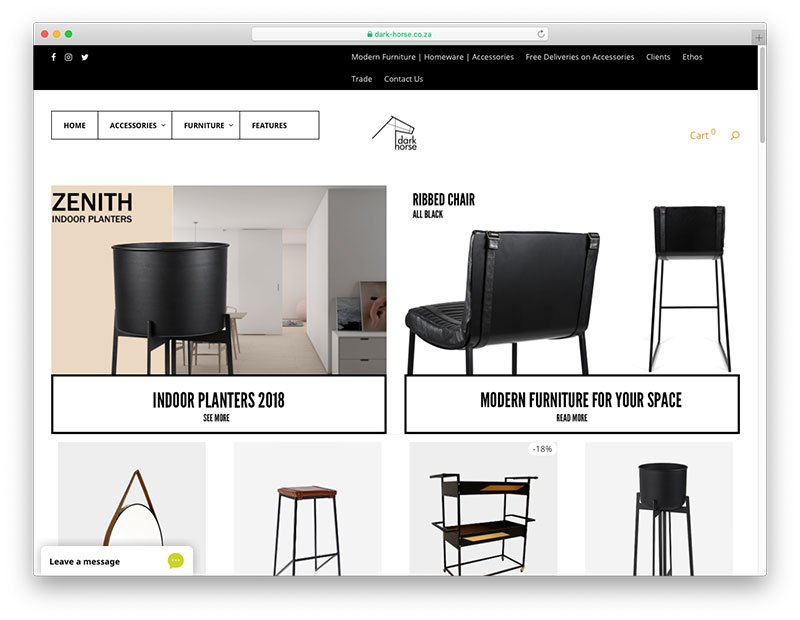 dark-horse.co.za
Modern Furniture | Homeware | Accessories Free Deliveries on Accessories Clients Ethos
Trade Contact Us
HOME ACCESSORIES FURNITURE FEATURES
dark
horse
Cart 0
ZENITH
INDOOR PLANTERS
RIBBED CHAIR
ALL BLACK
INDOOR PLANTERS 2018
SEE MORE
MODERN FURNITURE FOR YOUR SPACE
READ MORE
-18%
Leave a message